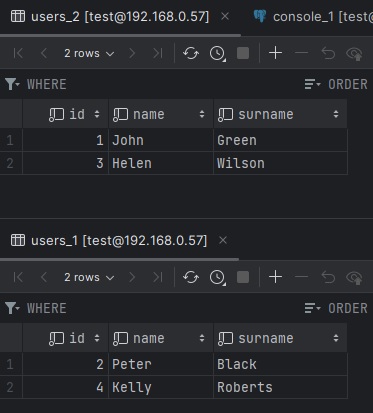 users_2 [test@192.168.0.57] console_1 [test@
2 rows
WHERE ORDER
id name surname
1 1 John Green
2 3 Helen Wilson
users_1 [test@192.168.0.57]
2 rows
WHERE ORDER
id name surname
1 2 Peter Black
2 4 Kelly Roberts